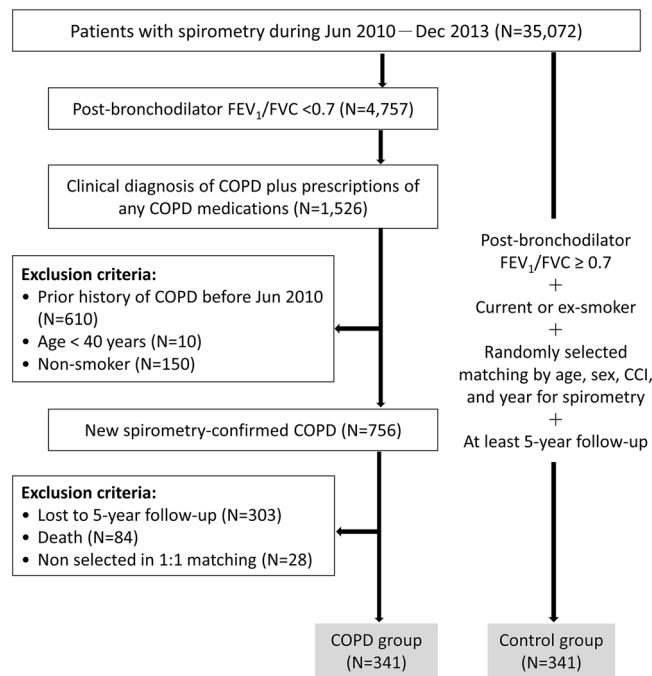 Patients with spirometry during Jun 2010－Dec 2013 (N=35,072)
Post-bronchodilator FEV₁/FVC <0.7 (N=4,757)
Clinical diagnosis of COPD plus prescriptions of
any COPD medications (N=1,526)
Exclusion criteria:
• Prior history of COPD before Jun 2010
(N=610)
• Age < 40 years (N=10)
• Non-smoker (N=150)
New spirometry-confirmed COPD (N=756)
Exclusion criteria:
• Lost to 5-year follow-up (N=303)
• Death (N=84)
• Non selected in 1:1 matching (N=28)
COPD group
(N=341)
Post-bronchodilator
FEV₁/FVC ≥ 0.7
+
Current or ex-smoker
+
Randomly selected
matching by age, sex, CCI,
and year for spirometry
+
At least 5-year follow-up
Control group
(N=341)